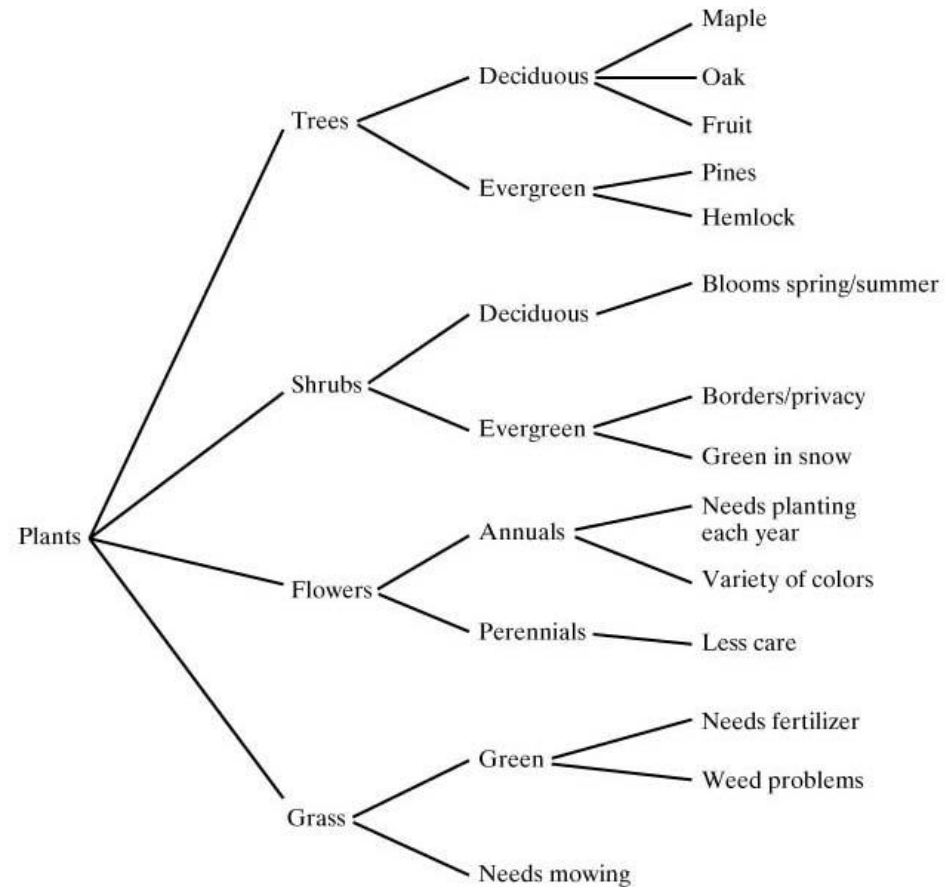 Maple
Deciduous
Oak
Trees
Fruit
Pines
Evergreen
Hemlock
Blooms spring/summer
Deciduous
Shrubs
Borders/privacy
Evergreen
Green in snow
Plants
Needs planting
each year
Annuals
Variety of colors
Flowers
Perennials
Less care
Needs fertilizer
Green
Weed problems
Grass
Needs mowing